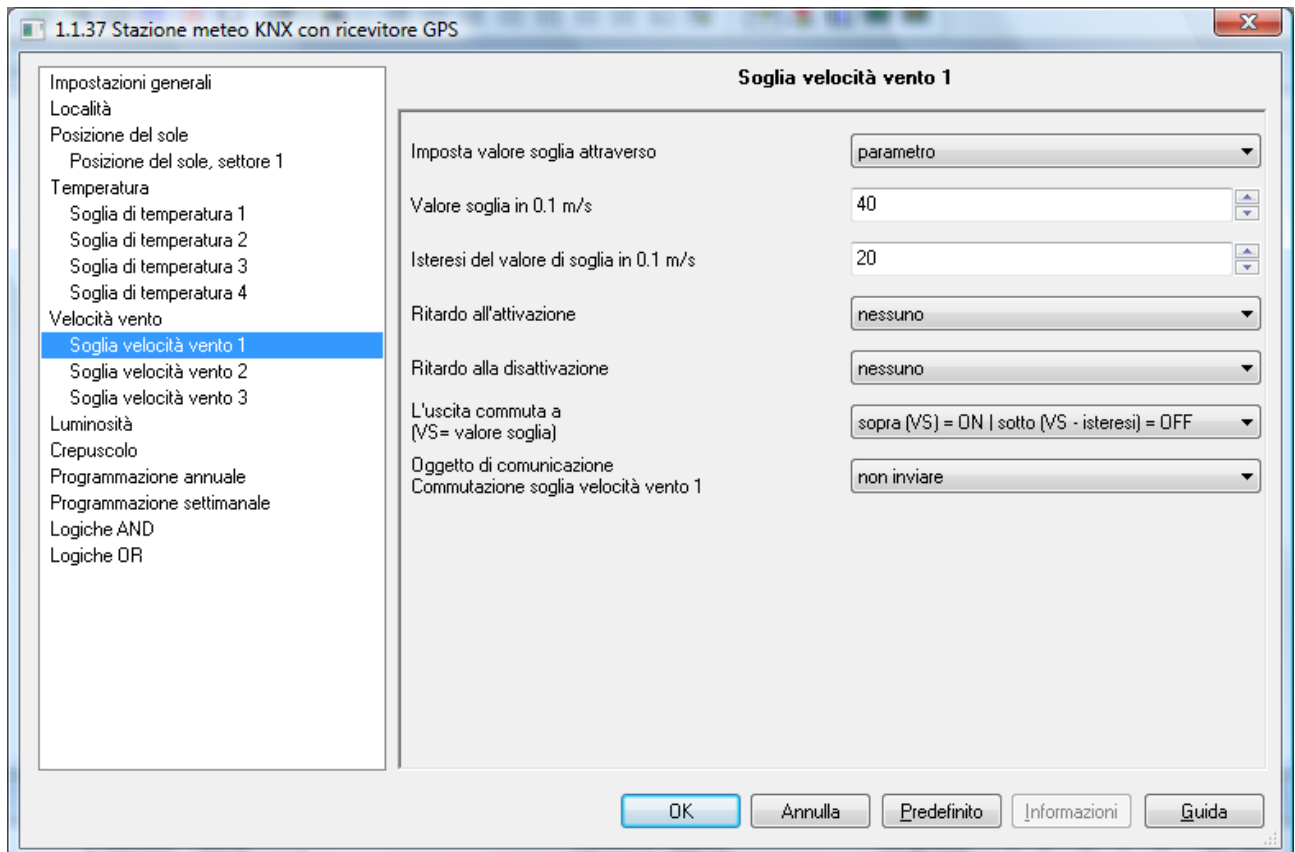 1.1.37 Stazione meteo KNX con ricevitore GPS
Impostazioni generali
Località
Posizione del sole
Posizione del sole, settore 1
Temperatura
Soglia di temperatura 1
Soglia di temperatura 2
Soglia di temperatura 3
Soglia di temperatura 4
Velocità vento
Soglia velocità vento 1
Soglia velocità vento 2
Soglia velocità vento 3
Luminosità
Crepuscolo
Programmazione annuale
Programmazione settimanale
Logiche AND
Logiche OR
Soglia velocità vento 1
Imposta valore soglia attraverso parametro
Valore soglia in 0.1 m/s 40
Isteresi del valore di soglia in 0.1 m/s 20
Ritardo all'attivazione nessuno
Ritardo alla disattivazione nessuno
L'uscita commuta a
(VS= valore soglia) sopra (VS) = ON | sotto (VS - isteresi) = OFF
Oggetto di comunicazione
Commutazione soglia velocità vento 1 non inviare
OK Annulla Predefinito Informazioni Guida